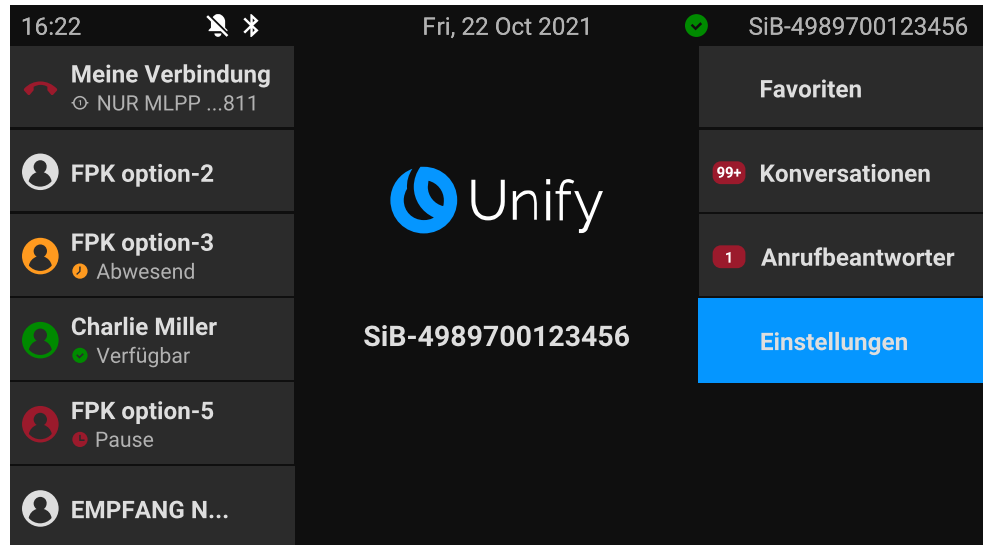 16:22
Fri, 22 Oct 2021
SiB-4989700123456
Meine Verbindung
NUR MLPP ...811
FPK option-2
FPK option-3
Abwesend
Charlie Miller
Verfügbar
FPK option-5
Pause
EMPFANG N...
Unify
SiB-4989700123456
Favoriten
99+ Konversationen
1 Anrufbeantworter
Einstellungen